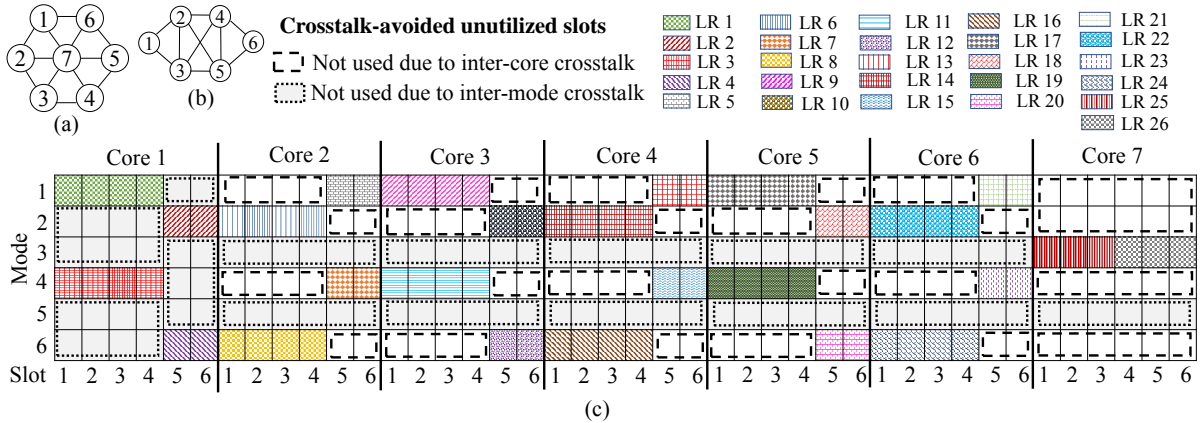 (a)
1 6
2 7 5
3 4
(a)
2 4
1 6
3 5
(b)
Crosstalk-avoided unutilized slots
Not used due to inter-core crosstalk
Not used due to inter-mode crosstalk
LR 1 LR 6 LR 11 LR 16 LR 21
LR 2 LR 7 LR 12 LR 17 LR 22
LR 3 LR 8 LR 13 LR 18 LR 23
LR 4 LR 9 LR 14 LR 19 LR 24
LR 5 LR 10 LR 15 LR 20 LR 25
LR 26
Core 1 Core 2 Core 3 Core 4 Core 5 Core 6 Core 7
Mode
1
2
3
4
5
6
Slot 1 2 3 4 5 6 1 2 3 4 5 6 1 2 3 4 5 6 1 2 3 4 5 6 1 2 3 4 5 6 1 2 3 4 5 6 1 2 3 4 5 6
(c)